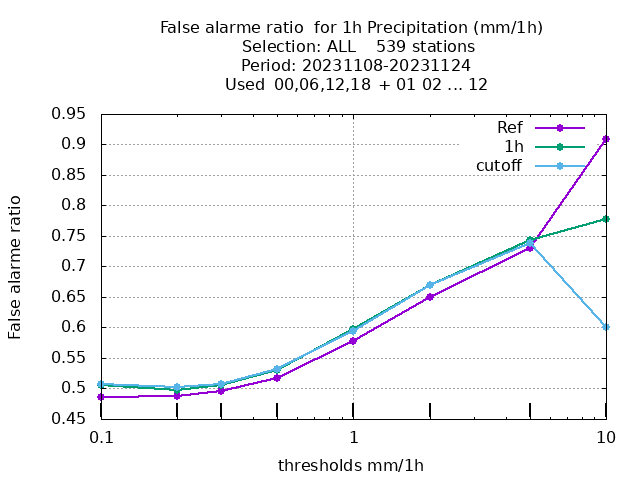 False alarme ratio  for 1h Precipitation (mm/1h)
Selection: ALL    539 stations
Period: 20231108-20231124
Used  00,06,12,18  + 01 02 ... 12
0.95
0.9
0.85
0.8
0.75
0.7
0.65
0.6
0.55
0.5
0.45
False alarme ratio
Ref
1h
cutoff
0.1
1
10
thresholds mm/1h